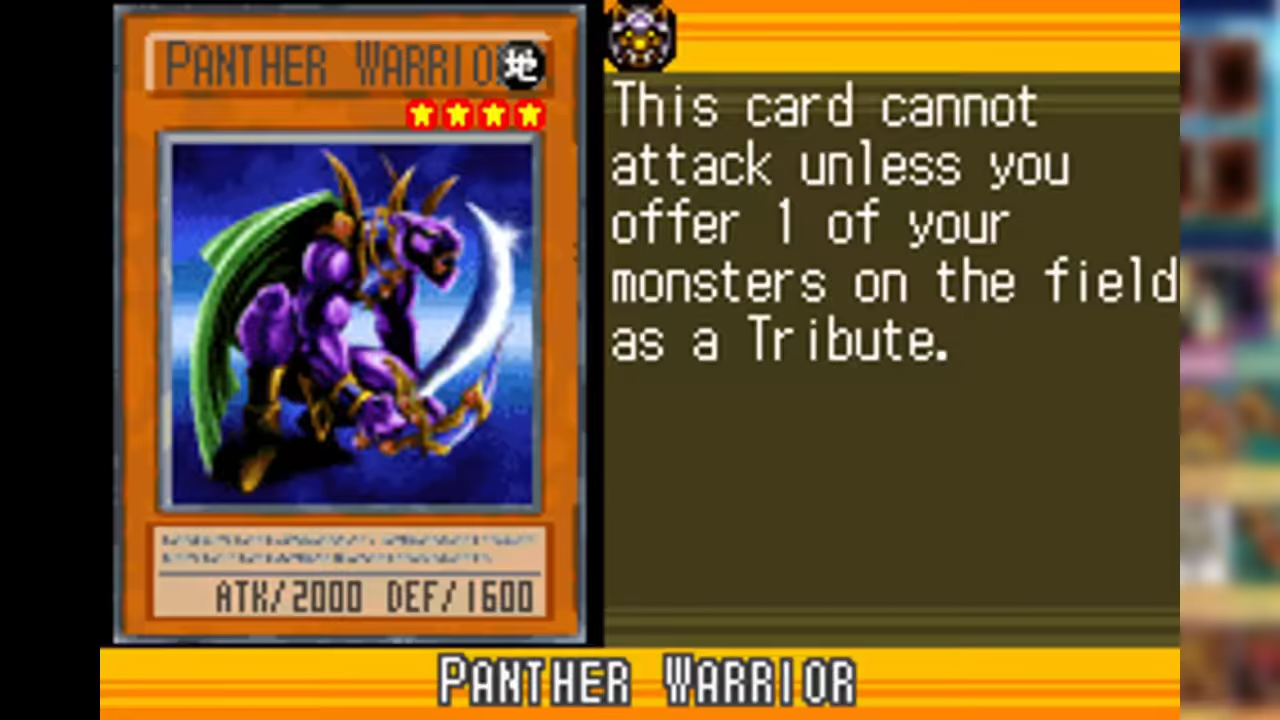 PANTHER WARRIOR
地
This card cannot
attack unless you
offer 1 of your
monsters on the field
as a Tribute.
ATK/2000 DEF/1600
PANTHER WARRIOR